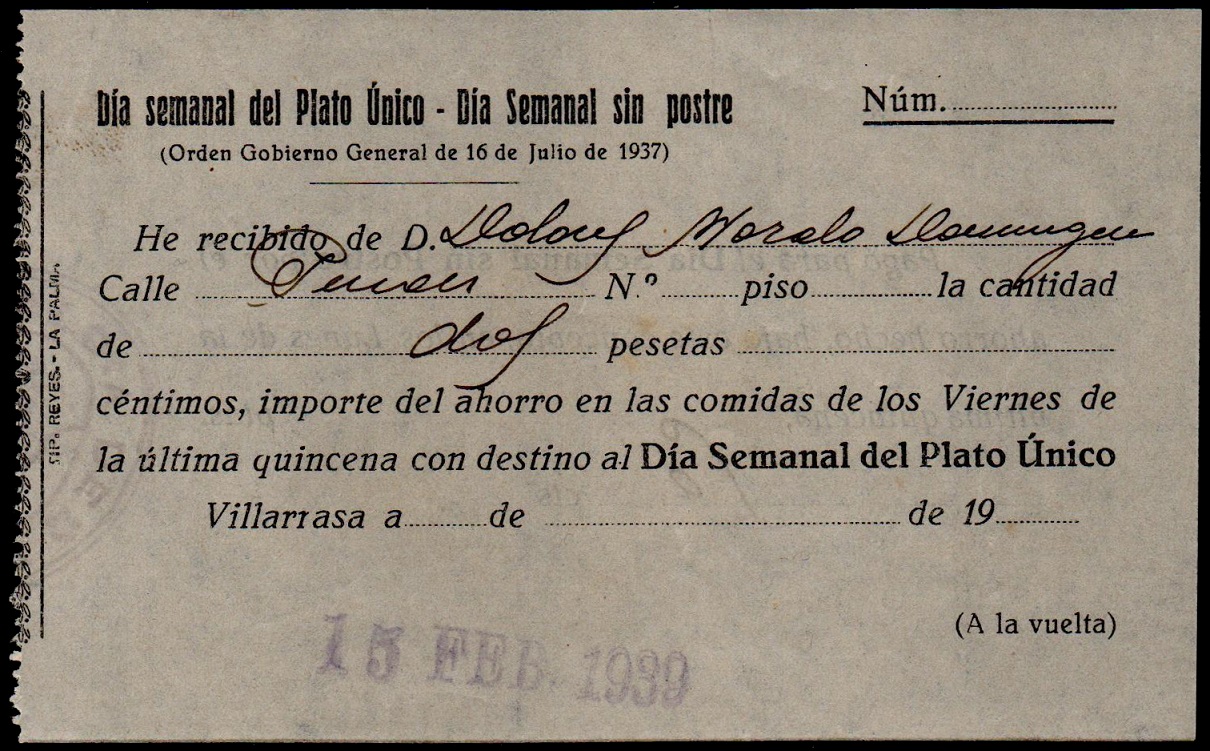 Día semanal del Plato Único - Día Semanal sin postre
Núm.
(Orden Gobierno General de 16 de Julio de 1937)
He recibido de D. Dolores Morelo Domínguez
Calle N.º piso la cantidad
de dos pesetas
céntimos, importe del ahorro en las comidas de los Viernes de
la última quincena con destino al Día Semanal del Plato Único
Villarrasa a de de 19
(A la vuelta)
15 FEB. 1939
TIP. REYES.- LA PALMA